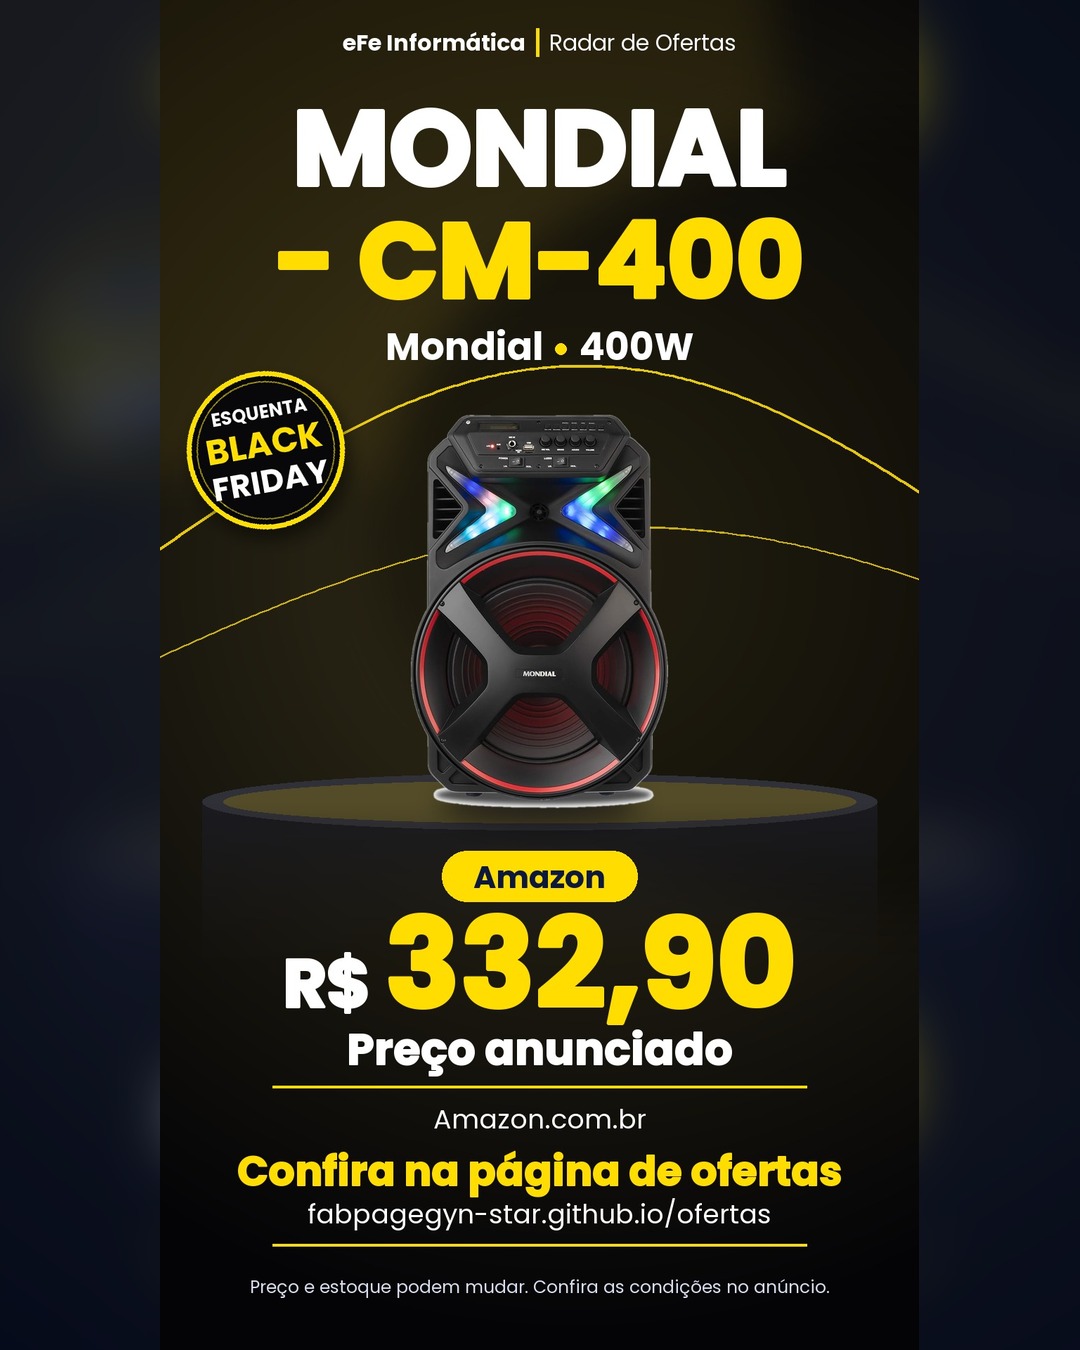 eFe Informática | Radar de Ofertas
MONDIAL
- CM-400
Mondial • 400W
ESQUENTA
BLACK
FRIDAY
MONDIAL
Amazon
R$ 332,90
Preço anunciado
Amazon.com.br
Confira na página de ofertas
fabpagegyn-star.github.io/ofertas
Preço e estoque podem mudar. Confira as condições no anúncio.